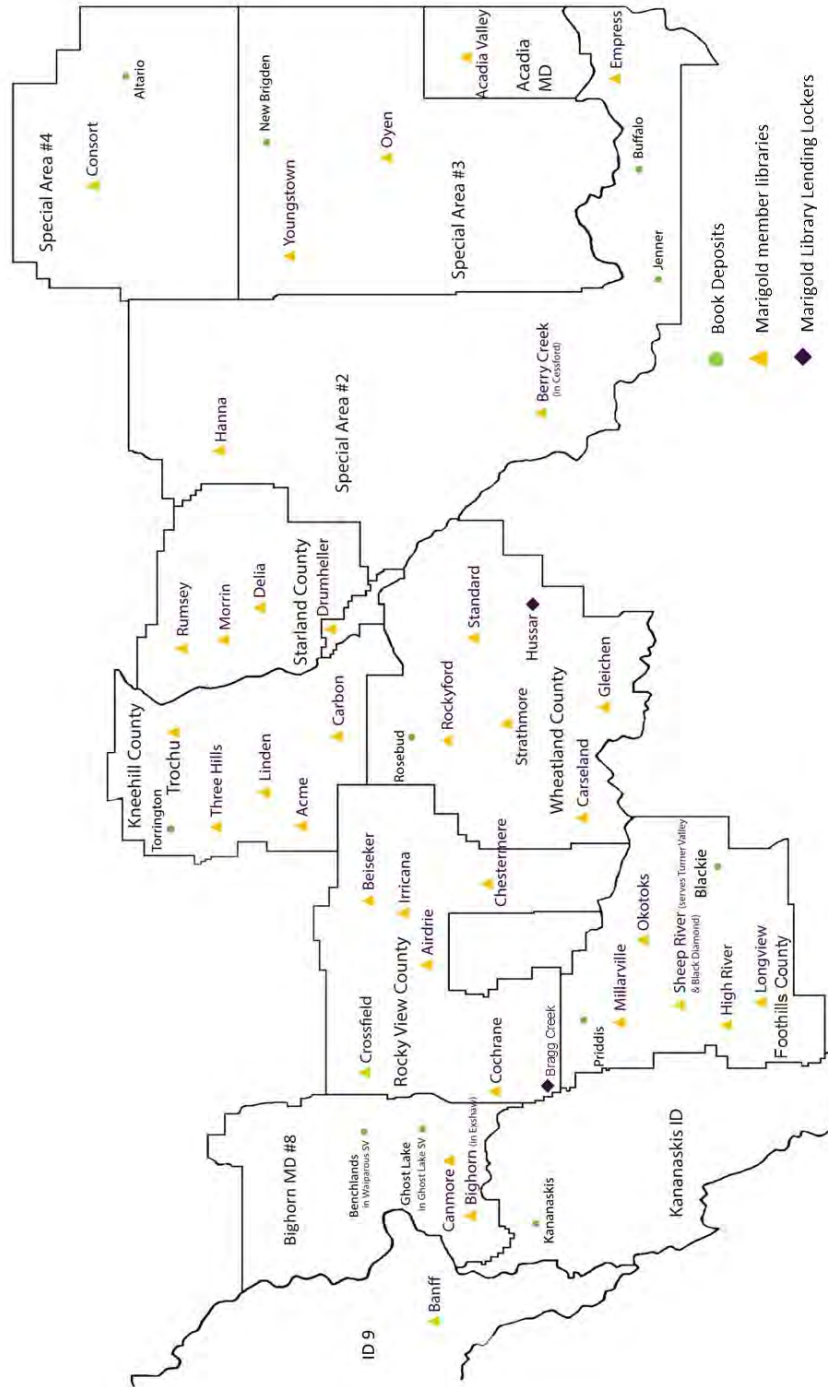 ID 9
Banff
Bighorn MD #8
Benchlands
in Waiparous SV
Ghost Lake
In Ghost Lake SV
Canmore
Bighorn (in Exshaw)
Kananaskis
Kananaskis ID
Crossfield
Rocky View County
Beiseker
Irricana
Airdrie
Chestermere
Cochrane
Bragg Creek
Priddis
Millarville
Okotoks
Sheep River (serves Turner Valley
& Black Diamond)
Blackie
High River
Longview
Foothills County
Kneehill County
Torrington
Trochu
Three Hills
Linden
Acme
Carbon
Rumsey
Morrin
Delia
Starland County
Drumheller
Rosebud
Rockyford
Standard
Strathmore
Hussar
Wheatland County
Carseland
Gleichen
Hanna
Special Area #2
Berry Creek
(in Cessford)
Special Area #4
Consort
Altario
New Brigden
Youngstown
Oyen
Special Area #3
Acadia Valley
Acadia
MD
Empress
Buffalo
Jenner
Book Deposits
Marigold member libraries
Marigold Library Lending Lockers